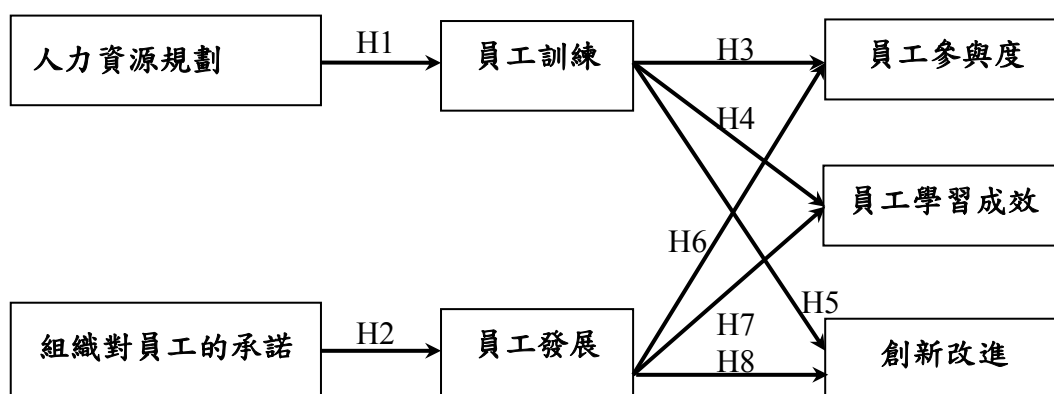 人力資源規劃
H1
員工訓練
H3
員工參與度
H4
員工學習成效
H6
H5
組織對員工的承諾
H2
員工發展
H7
H8
創新改進